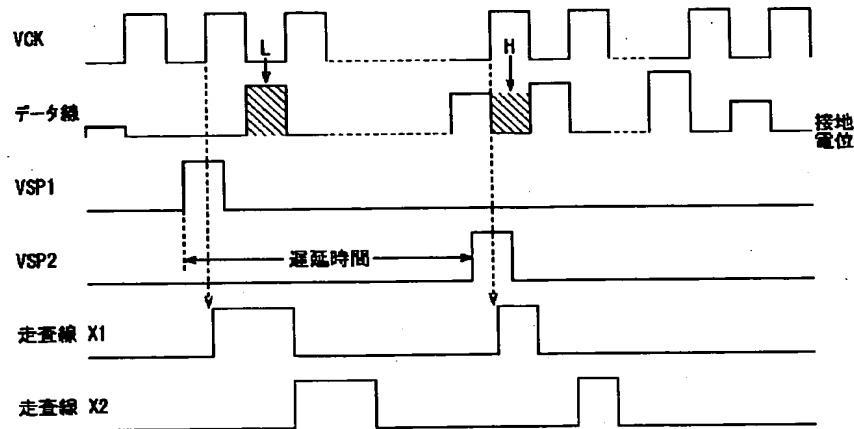 VCK
L
H
データ線
接地
電位
VSP1
VSP2
遅延時間
走査線 X1
走査線 X2